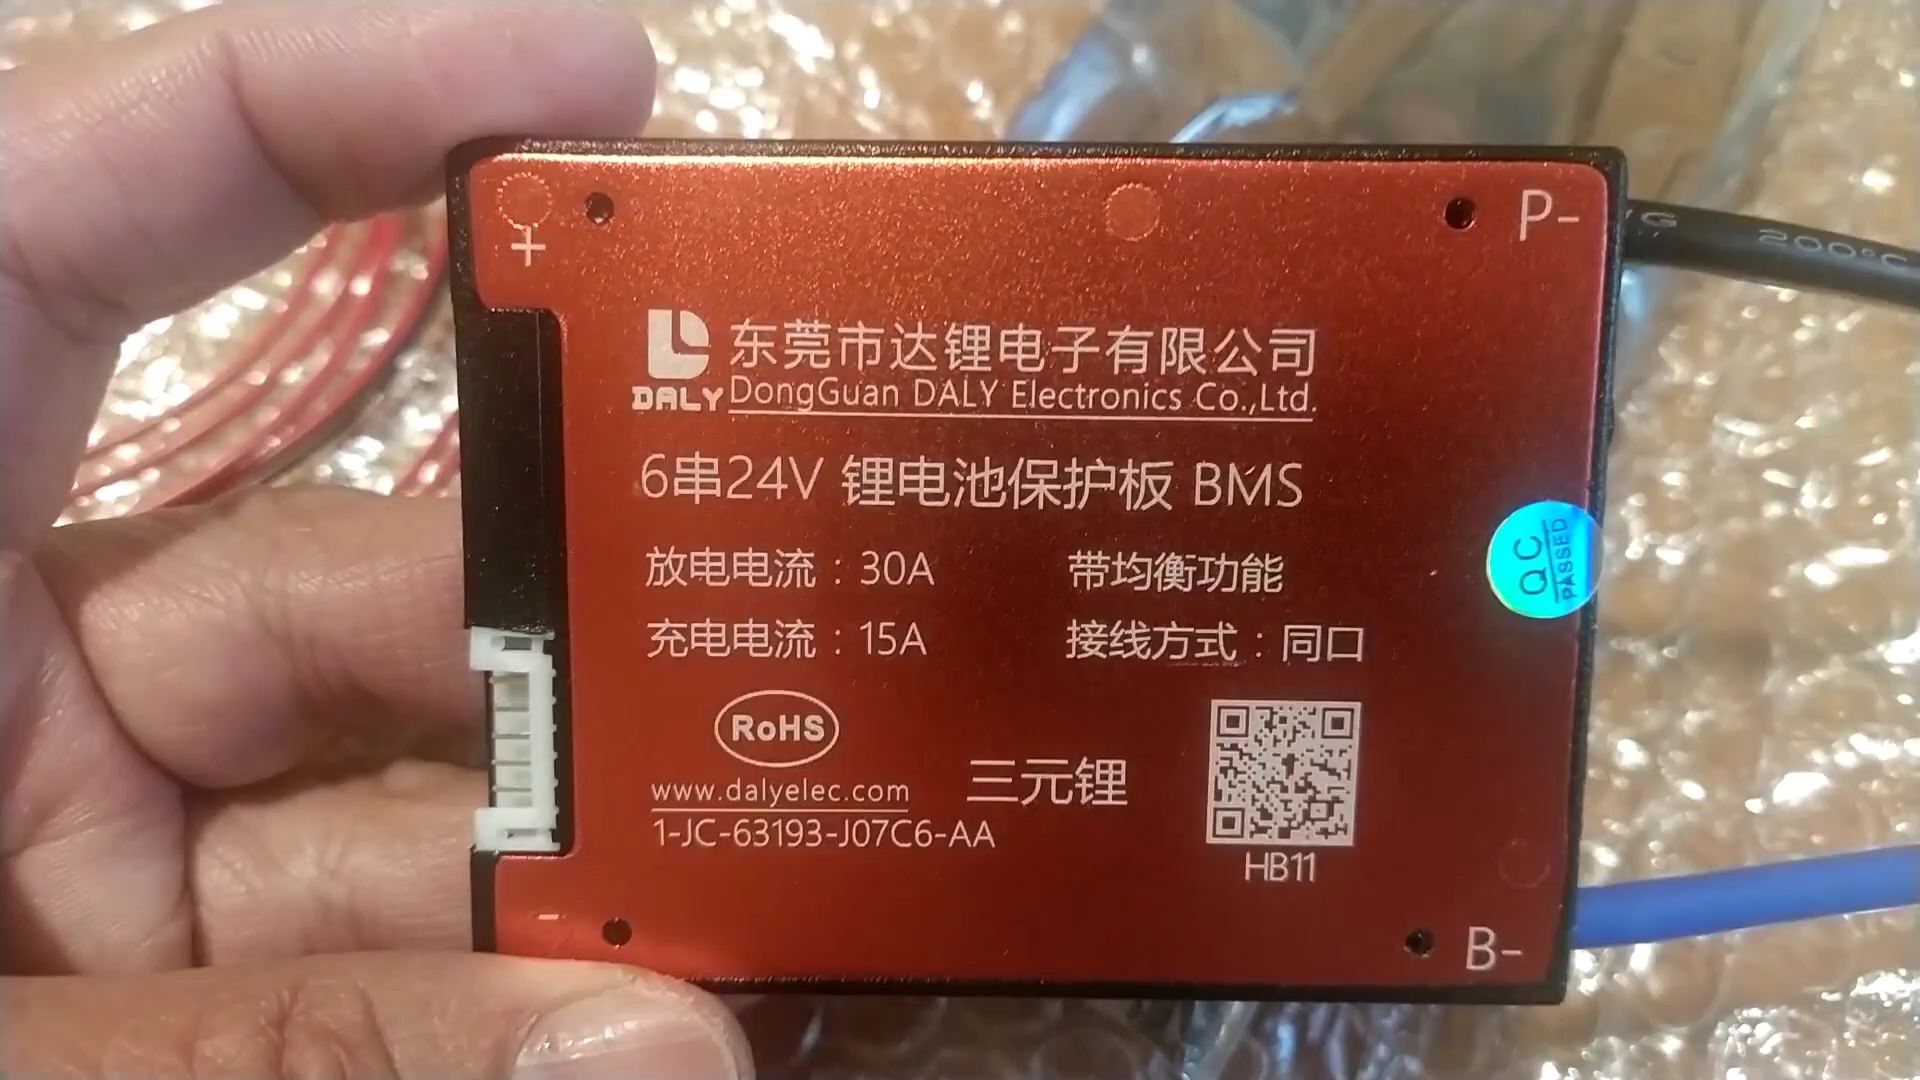 +
P-
东莞市达锂电子有限公司
DALY DongGuan DALY Electronics Co.,Ltd.
6串24V 锂电池保护板 BMS
放电电流：30A 带均衡功能
充电电流：15A 接线方式：同口
QC
PASSED
RoHS
www.dalyelec.com
三元锂
1-JC-63193-J07C6-AA
HB11
-
B-
200°C